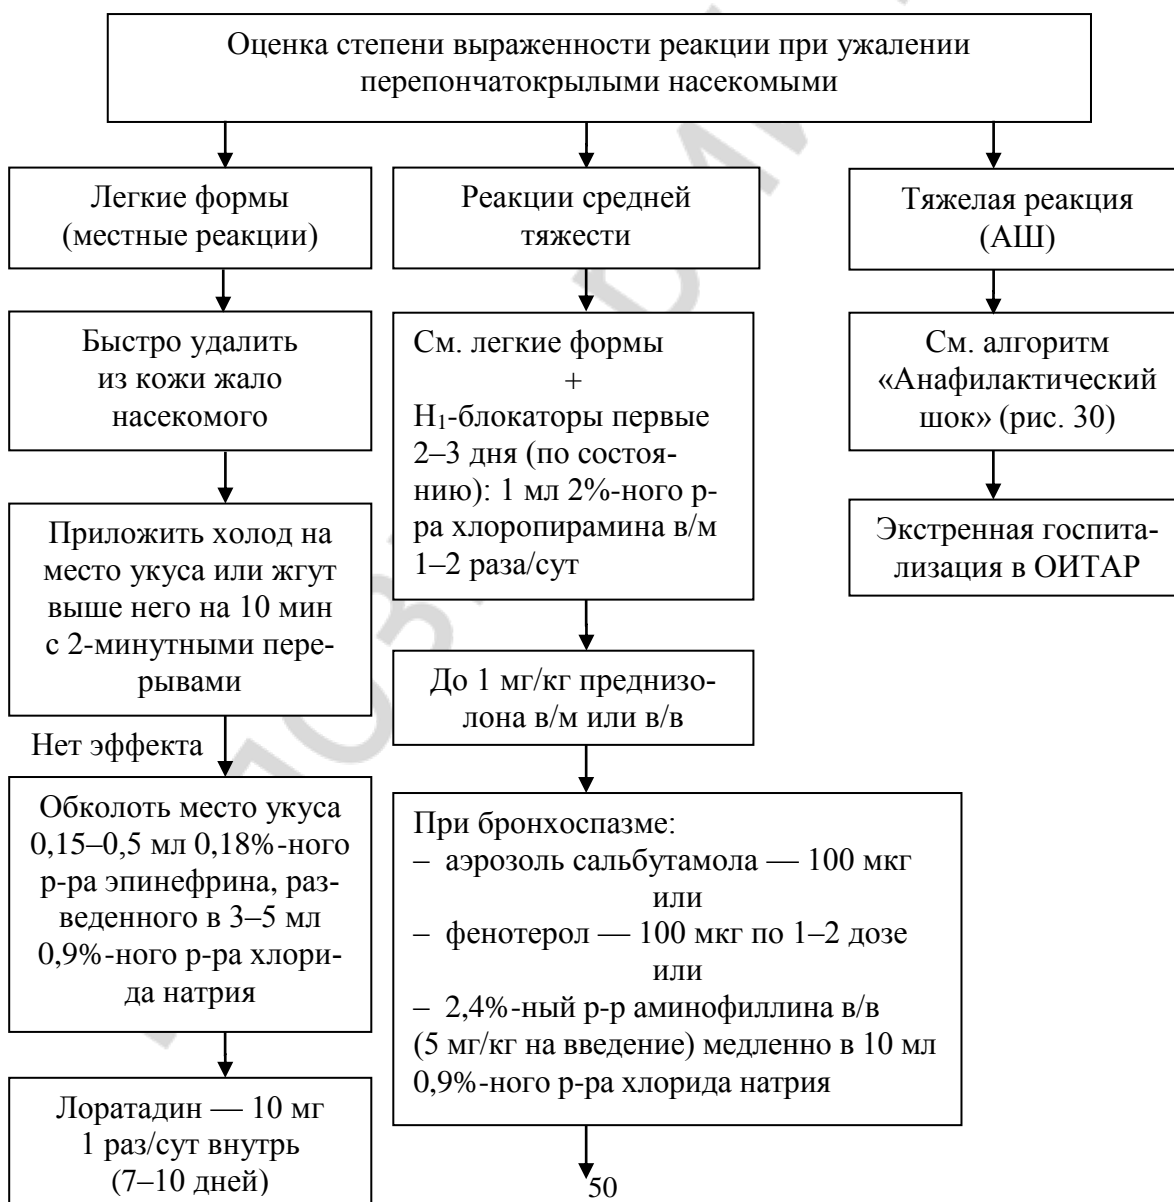 Оценка степени выраженности реакции при ужалении
перепончатокрылыми насекомыми
Легкие формы
(местные реакции)
Быстро удалить
из кожи жало
насекомого
Приложить холод на
место укуса или жгут
выше него на 10 мин
с 2-минутными пере-
рывами
Нет эффекта
Обколоть место укуса
0,15–0,5 мл 0,18%-ного
р-ра эпинефрина, раз-
веденного в 3–5 мл
0,9%-ного р-ра хлори-
да натрия
Лоратадин — 10 мг
1 раз/сут внутрь
(7–10 дней)
Реакции средней
тяжести
См. легкие формы
+
H₁-блокаторы первые
2–3 дня (по состоя-
нию): 1 мл 2%-ного р-
ра хлоропирамина в/м
1–2 раза/сут
До 1 мг/кг преднизо-
лона в/м или в/в
При бронхоспазме:
– аэрозоль сальбутамола — 100 мкг
или
– фенотерол — 100 мкг по 1–2 дозе
или
– 2,4%-ный р-р аминофиллина в/в
(5 мг/кг на введение) медленно в 10 мл
0,9%-ного р-ра хлорида натрия
Тяжелая реакция
(АШ)
См. алгоритм
«Анафилактический
шок» (рис. 30)
Экстренная госпита-
лизация в ОИТАР
50